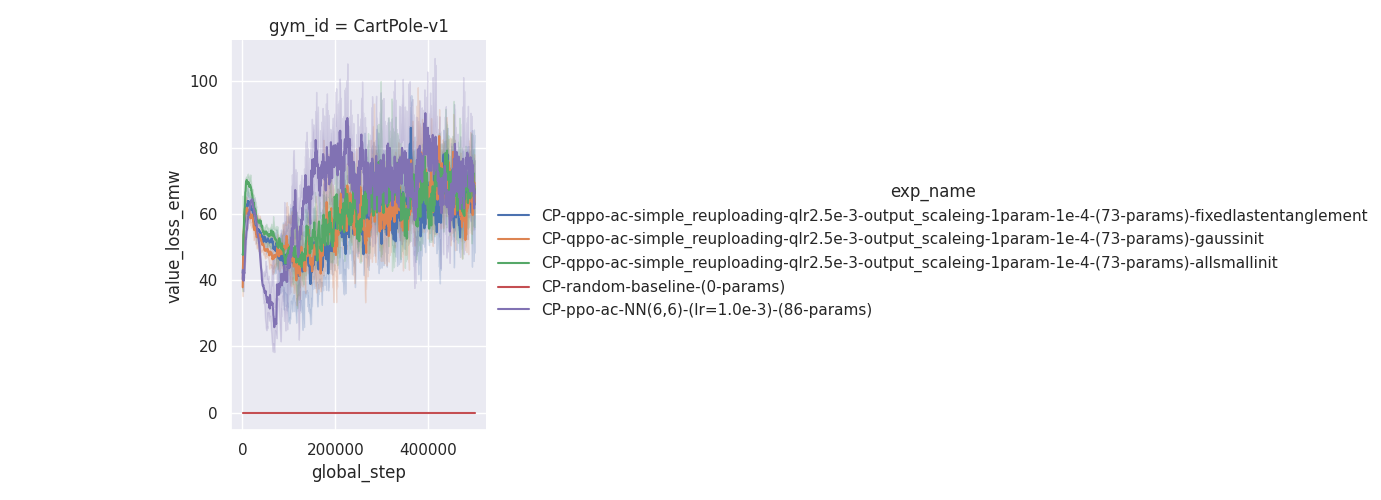 gym_id = CartPole-v1
100
80
60
40
20
0
value_loss_emw
0
200000
400000
global_step
exp_name
CP-qppo-ac-simple_reuploading-qlr2.5e-3-output_scaleing-1param-1e-4-(73-params)-fixedlastentanglement
CP-qppo-ac-simple_reuploading-qlr2.5e-3-output_scaleing-1param-1e-4-(73-params)-gaussinit
CP-qppo-ac-simple_reuploading-qlr2.5e-3-output_scaleing-1param-1e-4-(73-params)-allsmallinit
CP-random-baseline-(0-params)
CP-ppo-ac-NN(6,6)-(lr=1.0e-3)-(86-params)